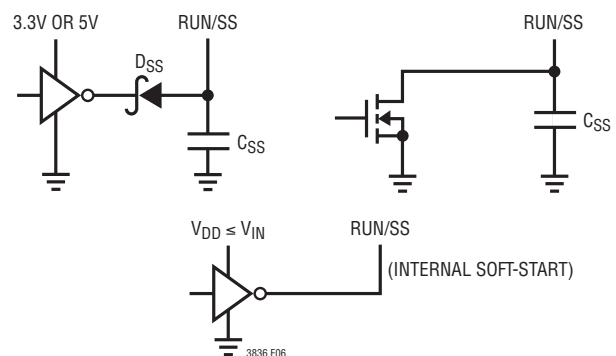 3.3V OR 5V
RUN/SS
DSS
CSS
RUN/SS
CSS
VDD ≤ VIN
RUN/SS
(INTERNAL SOFT-START)
3836 F06